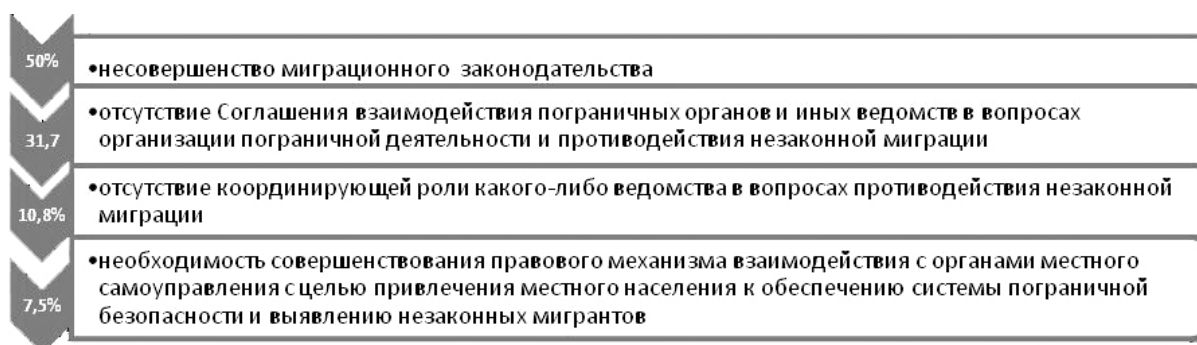 50%
•несовершенство миграционного законодательства
31,7
•отсутствие Соглашения взаимодействия пограничных органов и иных ведомств в вопросах
организации пограничной деятельности и противодействия незаконной миграции
10,8%
•отсутствие координирующей роли какого-либо ведомства в вопросах противодействия незаконной
миграции
7,5%
•необходимость совершенствования правового механизма взаимодействия с органами местного
самоуправления с целью привлечения местного населения к обеспечению системы пограничной
безопасности и выявлению незаконных мигрантов